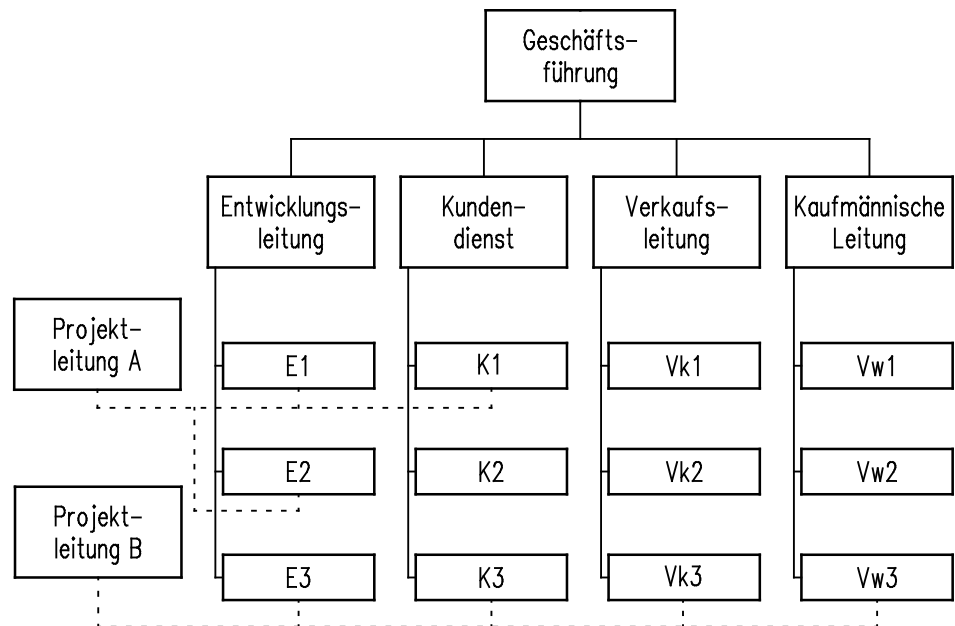 Geschäfts-
führung
Entwicklungs-
leitung
Kunden-
dienst
Verkaufs-
leitung
Kaufmännische
Leitung
Projekt-
leitung A
E1
K1
Vk1
Vw1
E2
K2
Vk2
Vw2
Projekt-
leitung B
E3
K3
Vk3
Vw3